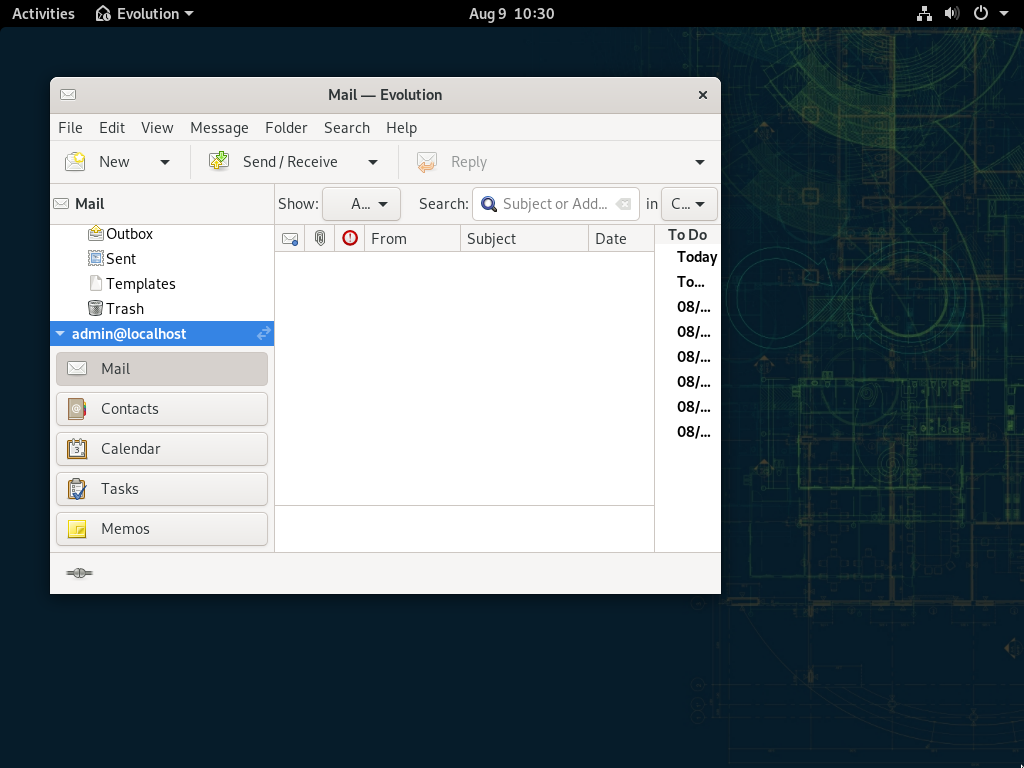 Activities Evolution Aug 9 10:30
Mail — Evolution
File Edit View Message Folder Search Help
New Send / Receive Reply
Mail
Show: A... Search: Subject or Add... in C...
Outbox
Sent
Templates
Trash
admin@localhost
Mail
Contacts
Calendar
3
Tasks
Memos
From Subject Date
To Do
Today
To...
08/...
08/...
08/...
08/...
08/...
08/...